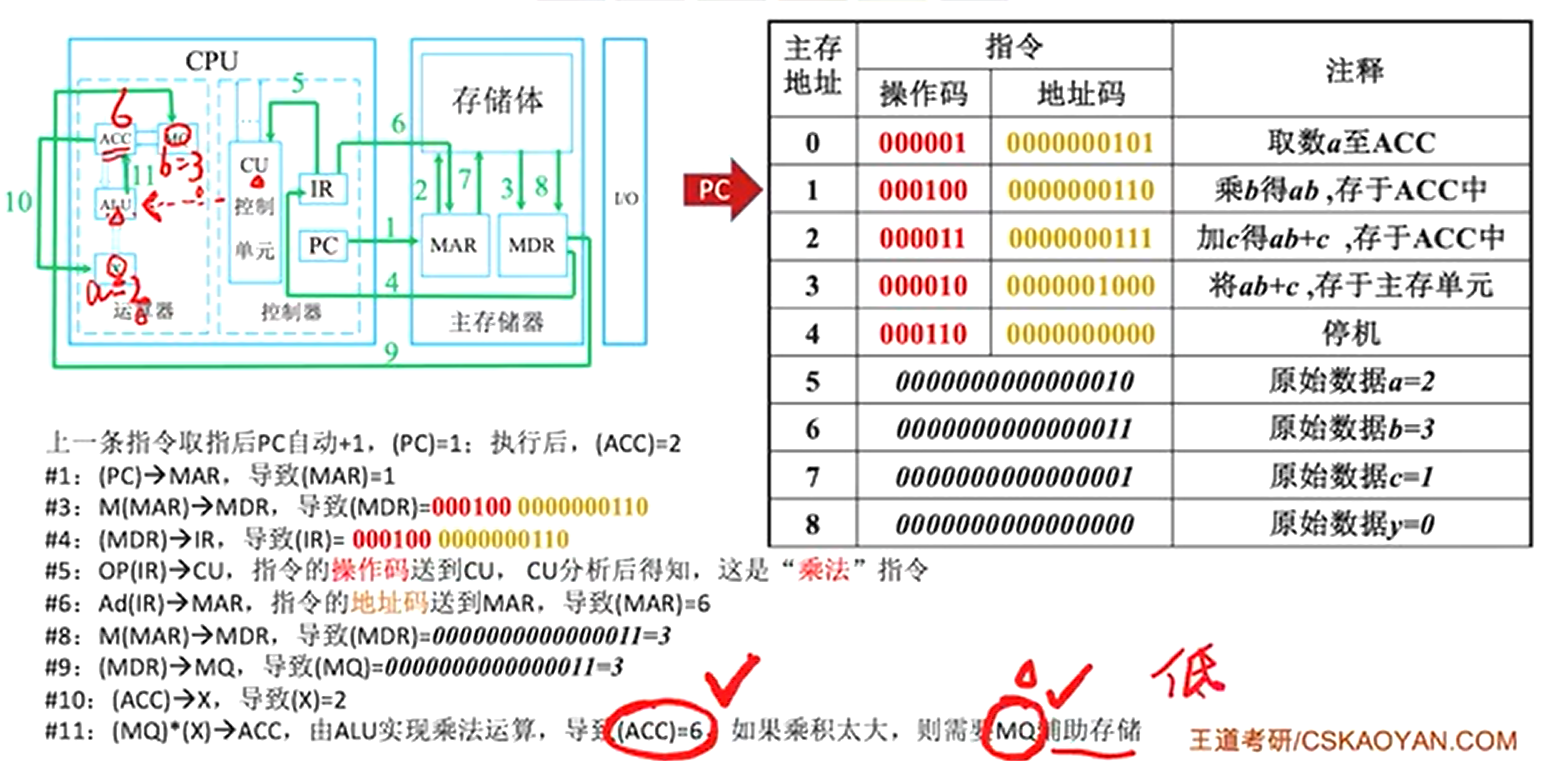 CPU
5
6
ACC
MQ
6
b=3
11
CU
IR
存储体
2
7
3
8
I/O
10
ALU
控制
单元
PC
1
MAR
MDR
X
a=2
4
运算器
控制器
主存储器
9
PC
主存地址 指令 注释
操作码 地址码
0 000001 0000000101 取数a至ACC
1 000100 0000000110 乘b得ab ,存于ACC中
2 000011 0000000111 加c得ab+c ,存于ACC中
3 000010 0000001000 将ab+c ,存于主存单元
4 000110 0000000000 停机
5 0000000000000010 原始数据a=2
6 0000000000000011 原始数据b=3
7 0000000000000001 原始数据c=1
8 0000000000000000 原始数据y=0
上一条指令取指后PC自动+1，(PC)=1；执行后，(ACC)=2
#1：(PC)→MAR，导致(MAR)=1
#3：M(MAR)→MDR，导致(MDR)=000100 0000000110
#4：(MDR)→IR，导致(IR)= 000100 0000000110
#5：OP(IR)→CU，指令的操作码送到CU，CU分析后得知，这是“乘法”指令
#6：Ad(IR)→MAR，指令的地址码送到MAR，导致(MAR)=6
#8：M(MAR)→MDR，导致(MDR)=0000000000000011=3
#9：(MDR)→MQ，导致(MQ)=0000000000000011=3
#10：(ACC)→X，导致(X)=2
#11：(MQ)*(X)→ACC，由ALU实现乘法运算，导致(ACC)=6，如果乘积太大，则需要MQ辅助存储
低
王道考研/CSKAOYAN.COM